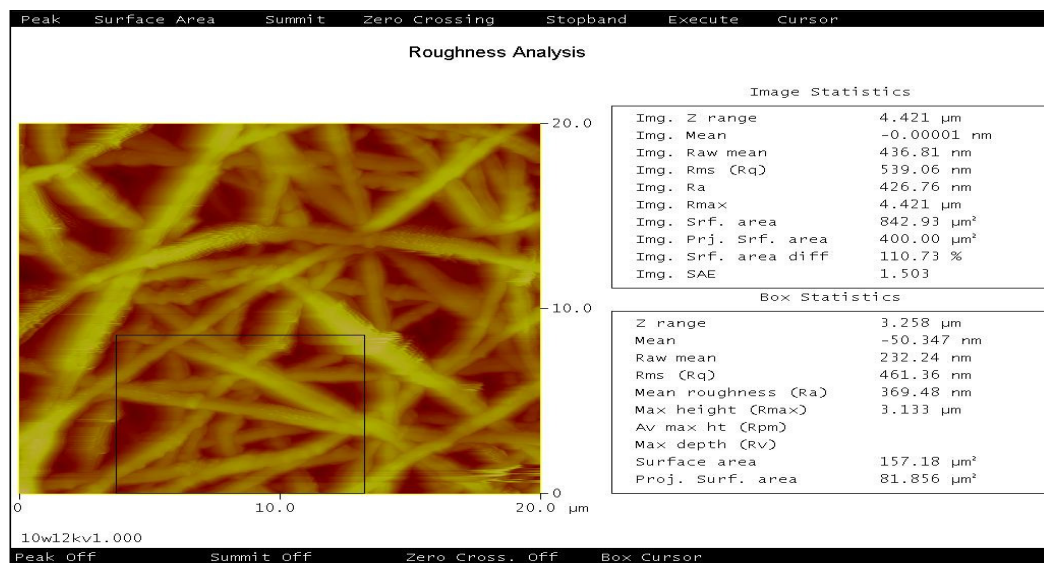 Peak Surface Area Summit Zero Crossing Stopband Execute Cursor
Roughness Analysis
Image Statistics
Img. Z range 4.421 µm
Img. Mean -0.00001 nm
Img. Raw mean 436.81 nm
Img. Rms (Rq) 539.06 nm
Img. Ra 426.76 nm
Img. Rmax 4.421 µm
Img. Srf. area 842.93 µm²
Img. Prj. Srf. area 400.00 µm²
Img. Srf. area diff 110.73 %
Img. SAE 1.503
Box Statistics
Z range 3.258 µm
Mean -50.347 nm
Raw mean 232.24 nm
Rms (Rq) 461.36 nm
Mean roughness (Ra) 369.48 nm
Max height (Rmax) 3.133 µm
Av max ht (Rpm)
Max depth (Rv)
Surface area 157.18 µm²
Proj. Surf. area 81.856 µm²
20.0
10.0
0
0 10.0 20.0 µm
10w12kv1.000
Peak Off Summit Off Zero Cross. Off Box Cursor